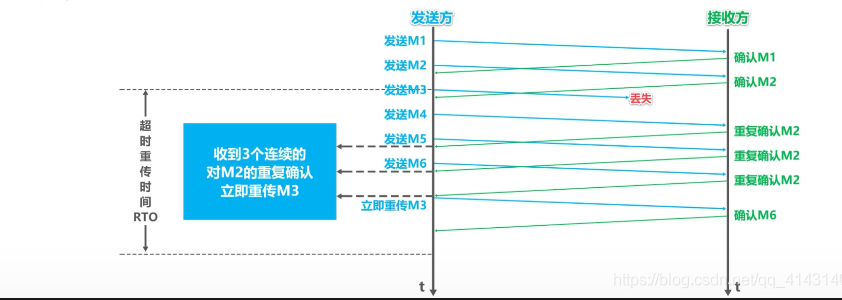 发送方
接收方
发送M1
确认M1
发送M2
确认M2
发送M3
丢失
发送M4
重复确认M2
发送M5
重复确认M2
发送M6
重复确认M2
立即重传M3
确认M6
超时重传时间RTO
收到3个连续的
对M2的重复确认
立即重传M3
t
t
https://blog.csdn.net/qq_4143140